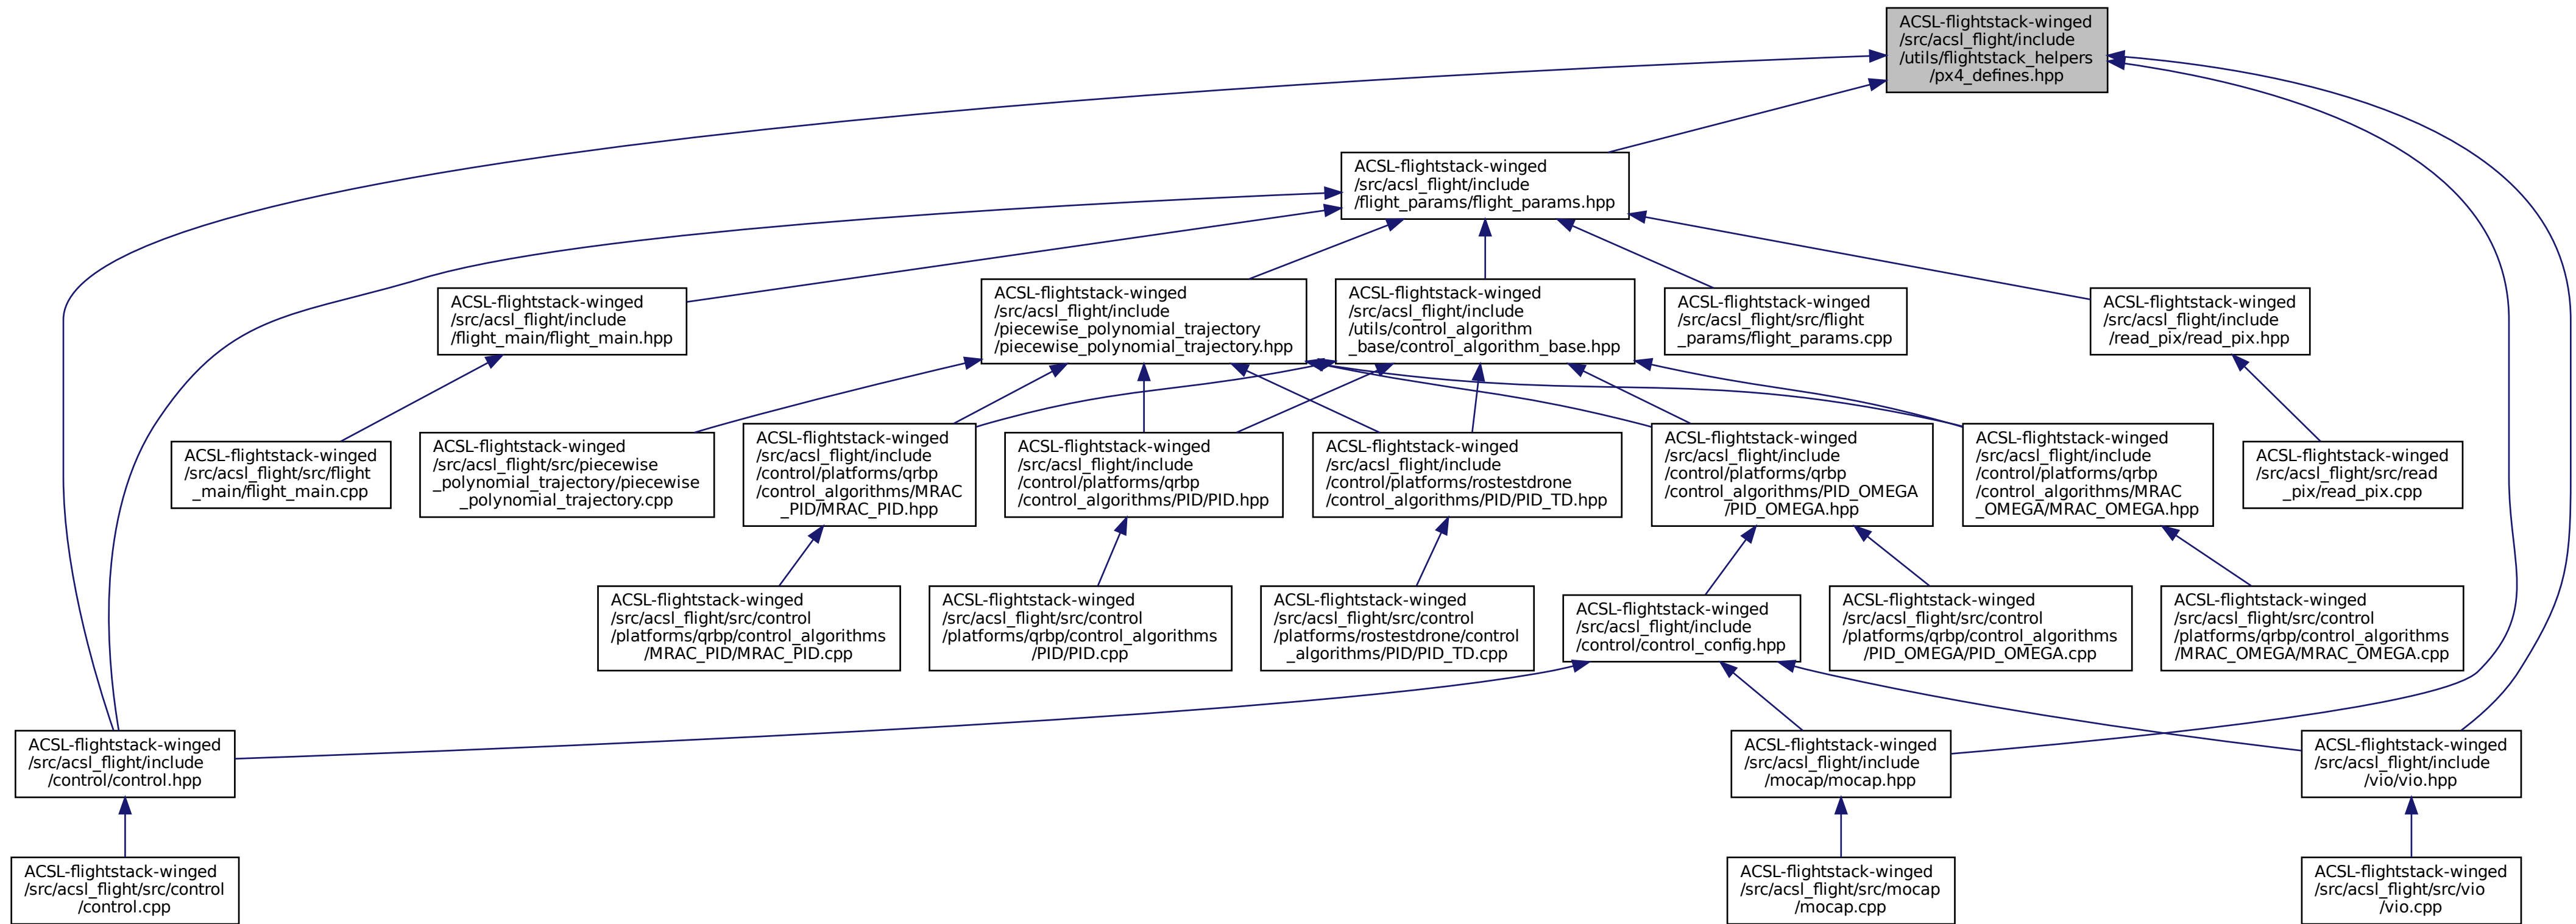 ACSL-flightstack-winged
/src/acsl_flight/include
/utils/flightstack_helpers
/px4_defines.hpp
ACSL-flightstack-winged
/src/acsl_flight/include
/flight_params/flight_params.hpp
ACSL-flightstack-winged
/src/acsl_flight/include
/flight_main/flight_main.hpp
ACSL-flightstack-winged
/src/acsl_flight/include
/piecewise_polynomial_trajectory
/piecewise_polynomial_trajectory.hpp
ACSL-flightstack-winged
/src/acsl_flight/include
/utils/control_algorithm
_base/control_algorithm_base.hpp
ACSL-flightstack-winged
/src/acsl_flight/src/flight
_params/flight_params.cpp
ACSL-flightstack-winged
/src/acsl_flight/include
/read_pix/read_pix.hpp
ACSL-flightstack-winged
/src/acsl_flight/src/flight
_main/flight_main.cpp
ACSL-flightstack-winged
/src/acsl_flight/src/piecewise
_polynomial_trajectory/piecewise
_polynomial_trajectory.cpp
ACSL-flightstack-winged
/src/acsl_flight/include
/control/platforms/qrbp
/control_algorithms/MRAC
_PID/MRAC_PID.hpp
ACSL-flightstack-winged
/src/acsl_flight/include
/control/platforms/qrbp
/control_algorithms/PID/PID.hpp
ACSL-flightstack-winged
/src/acsl_flight/include
/control/platforms/rostestdrone
/control_algorithms/PID/PID_TD.hpp
ACSL-flightstack-winged
/src/acsl_flight/include
/control/platforms/qrbp
/control_algorithms/PID_OMEGA
/PID_OMEGA.hpp
ACSL-flightstack-winged
/src/acsl_flight/include
/control/platforms/qrbp
/control_algorithms/MRAC
_OMEGA/MRAC_OMEGA.hpp
ACSL-flightstack-winged
/src/acsl_flight/src/read
_pix/read_pix.cpp
ACSL-flightstack-winged
/src/acsl_flight/src/control
/platforms/qrbp/control_algorithms
/MRAC_PID/MRAC_PID.cpp
ACSL-flightstack-winged
/src/acsl_flight/src/control
/platforms/qrbp/control_algorithms
/PID/PID.cpp
ACSL-flightstack-winged
/src/acsl_flight/src/control
/platforms/rostestdrone/control
_algorithms/PID/PID_TD.cpp
ACSL-flightstack-winged
/src/acsl_flight/include
/control/control_config.hpp
ACSL-flightstack-winged
/src/acsl_flight/src/control
/platforms/qrbp/control_algorithms
/PID_OMEGA/PID_OMEGA.cpp
ACSL-flightstack-winged
/src/acsl_flight/src/control
/platforms/qrbp/control_algorithms
/MRAC_OMEGA/MRAC_OMEGA.cpp
ACSL-flightstack-winged
/src/acsl_flight/include
/control/control.hpp
ACSL-flightstack-winged
/src/acsl_flight/include
/mocap/mocap.hpp
ACSL-flightstack-winged
/src/acsl_flight/include
/vio/vio.hpp
ACSL-flightstack-winged
/src/acsl_flight/src/control
/control.cpp
ACSL-flightstack-winged
/src/acsl_flight/src/mocap
/mocap.cpp
ACSL-flightstack-winged
/src/acsl_flight/src/vio
/vio.cpp